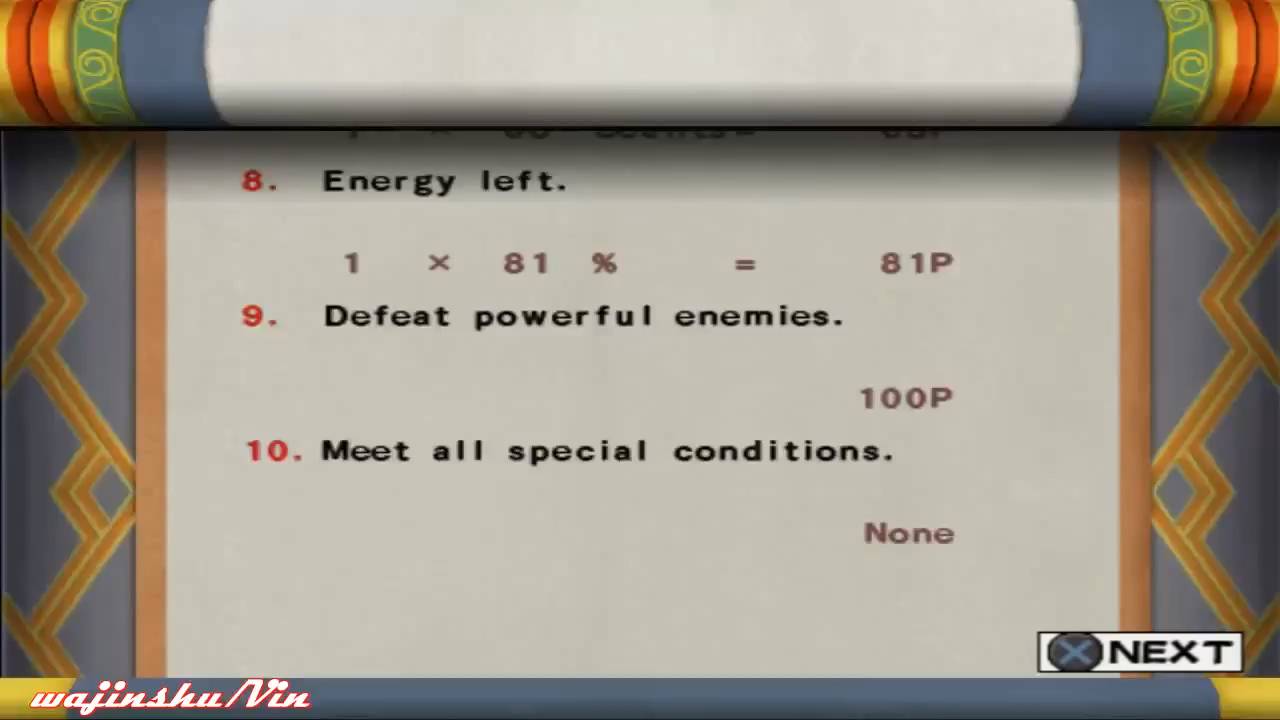 8. Energy left.
1 × 81 % = 81P
9. Defeat powerful enemies.
100P
10. Meet all special conditions.
None
NEXT
wajinshu/Vin